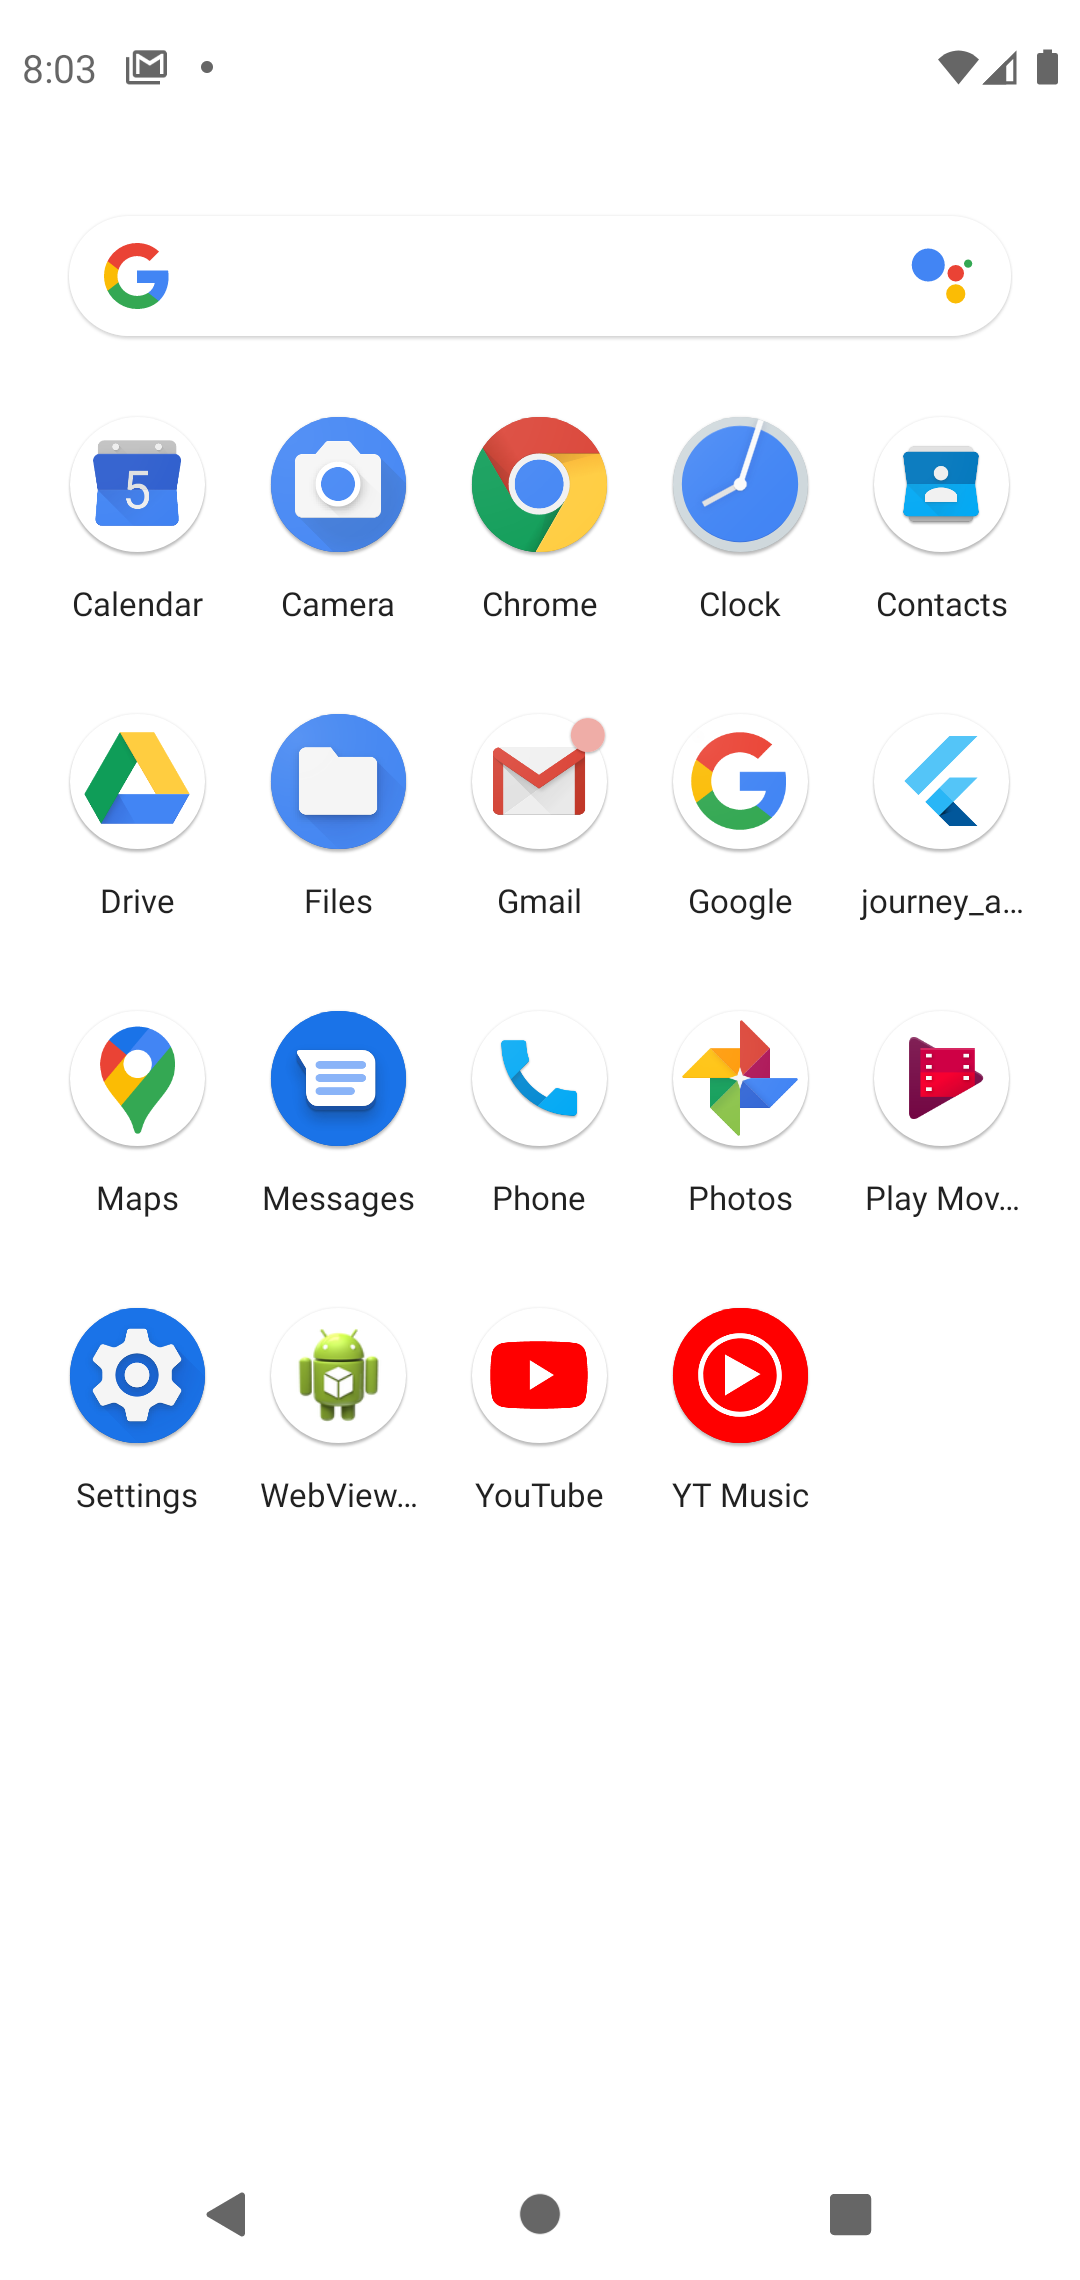 8:03
5
Calendar Camera Chrome Clock Contacts
Drive Files Gmail Google journey_a...
Maps Messages Phone Photos Play Mov...
Settings WebView... YouTube YT Music